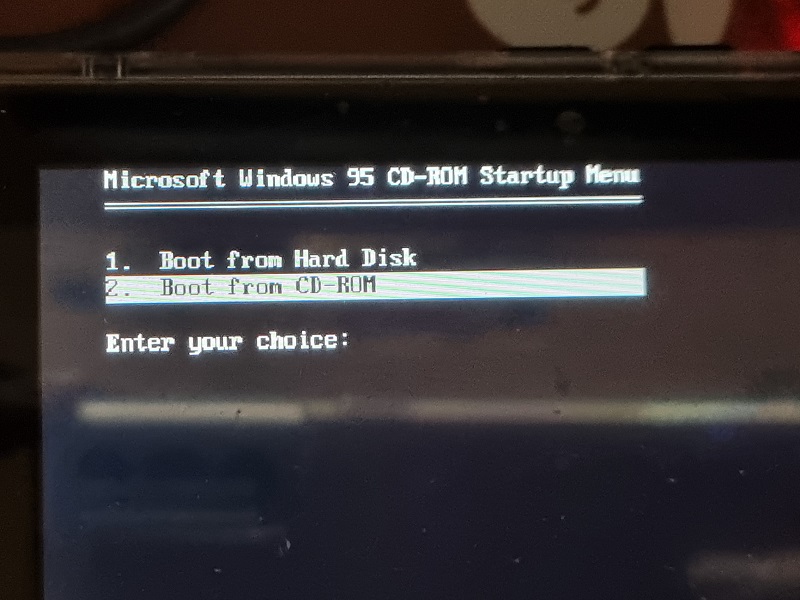 Microsoft Windows 95 CD-ROM Startup Menu
1. Boot from Hard Disk
2. Boot from CD-ROM
Enter your choice: